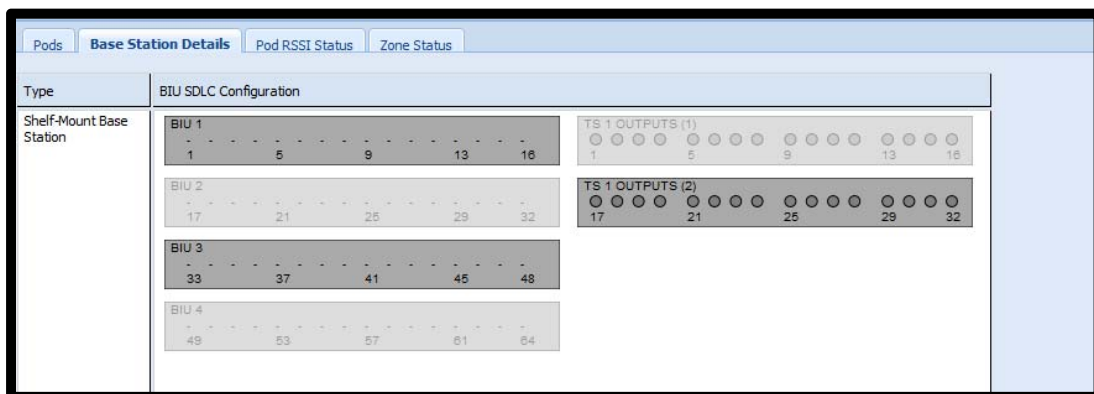 Pods Base Station Details Pod RSSI Status Zone Status
Type BIU SDLC Configuration
Shelf-Mount Base
Station
BIU 1
- - - - - - - - - - - - - - - -
1 5 9 13 16
TS 1 OUTPUTS (1)
1 5 9 13 16
BIU 2
- - - - - - - - - - - - - - - -
17 21 25 29 32
TS 1 OUTPUTS (2)
17 21 25 29 32
BIU 3
- - - - - - - - - - - - - - - -
33 37 41 45 48
BIU 4
- - - - - - - - - - - - - - - -
49 53 57 61 64